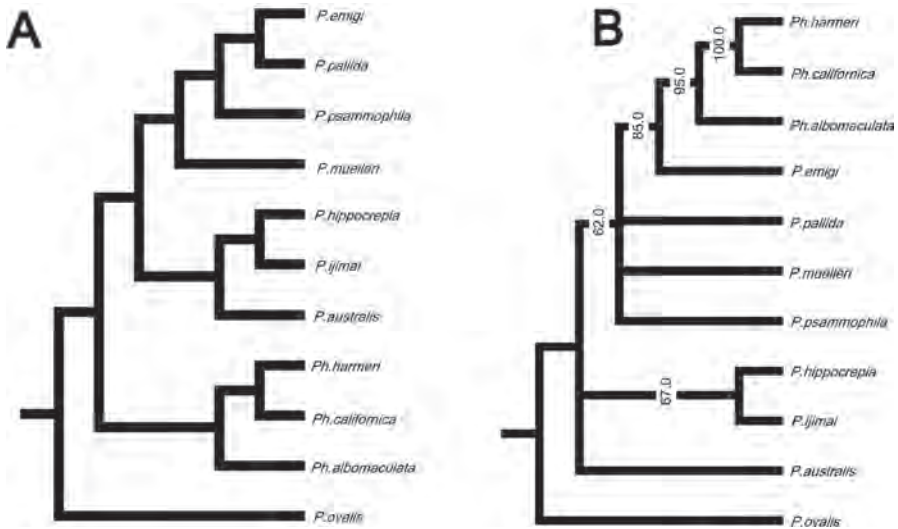 A
P.emigi
P.pallida
P.psammophila
P.muelleri
P.hippocrepia
P.ijimai
P.australis
Ph.harmeri
Ph.californica
Ph.albomaculata
P.ovalis
B
Ph.harmeri
100.0
Ph.californica
95.0
Ph.albomaculata
85.0
P.emigi
P.pallida
62.0
P.muelleri
P.psammophila
P.hippocrepia
67.0
P.ijimai
P.australis
P.ovalis